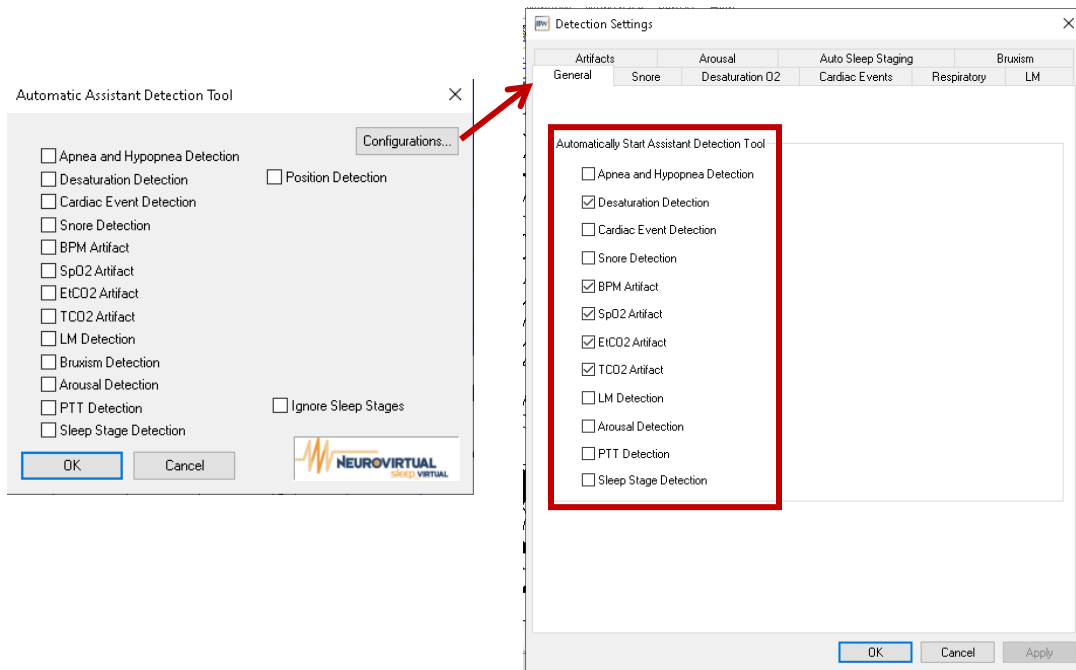 Automatic Assistant Detection Tool
Configurations...
Apnea and Hypopnea Detection
Desaturation Detection
Position Detection
Cardiac Event Detection
Snore Detection
BPM Artifact
SpO2 Artifact
EtCO2 Artifact
TCO2 Artifact
LM Detection
Bruxism Detection
Arousal Detection
PTT Detection
Ignore Sleep Stages
Sleep Stage Detection
OK Cancel
NEUROVIRTUAL
SLEEP VIRTUAL
BW Detection Settings
Artifacts Arousal Auto Sleep Staging Bruxism
General Snore Desaturation O2 Cardiac Events Respiratory LM
Automatically Start Assistant Detection Tool
Apnea and Hypopnea Detection
Desaturation Detection
Cardiac Event Detection
Snore Detection
BPM Artifact
SpO2 Artifact
EtCO2 Artifact
TCO2 Artifact
LM Detection
Arousal Detection
PTT Detection
Sleep Stage Detection
OK Cancel Apply